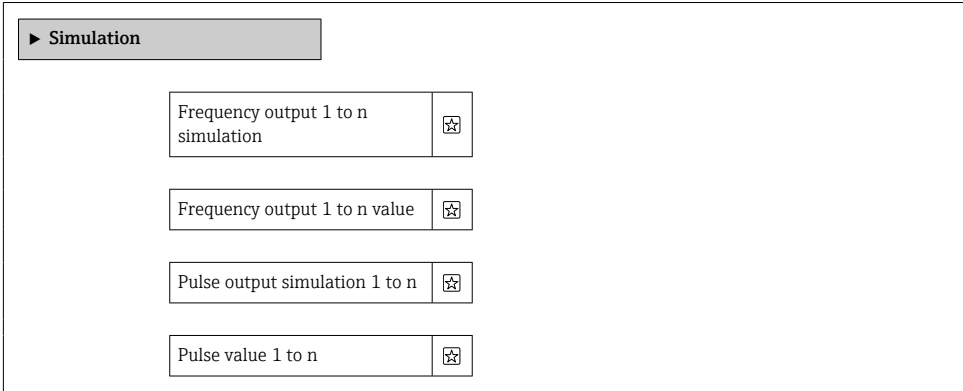 ► Simulation
Frequency output 1 to n
simulation
Frequency output 1 to n value
Pulse output simulation 1 to n
Pulse value 1 to n